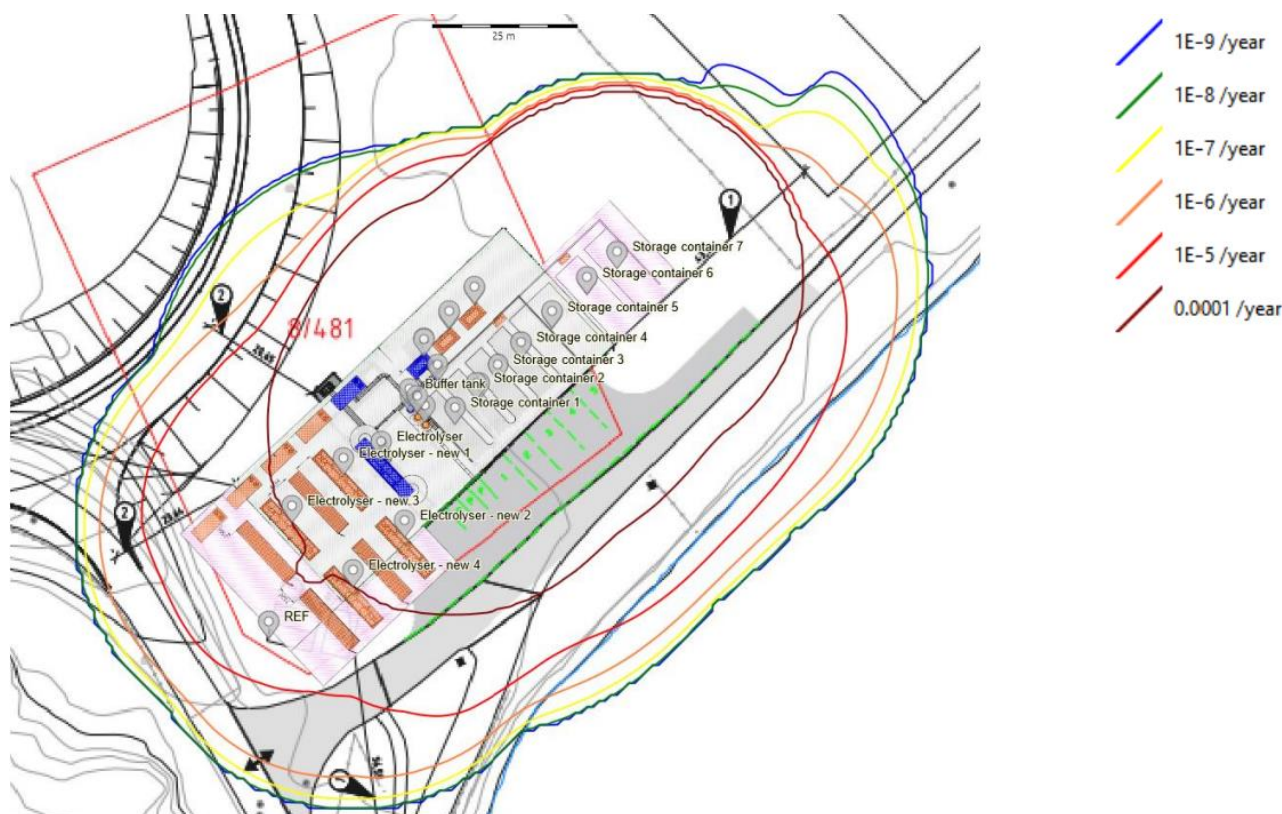 25 m
1E-9 /year
1E-8 /year
1E-7 /year
1E-6 /year
1E-5 /year
0.0001 /year
1
Storage container 7
Storage container 6
2
Storage container 5
8/481
Storage container 4
Storage container 3
Storage container 2
Buffer tank
Storage container 1
Electrolyser
Electrolyser - new 1
Electrolyser - new 3
2
Electrolyser - new 2
Electrolyser - new 4
REF
1